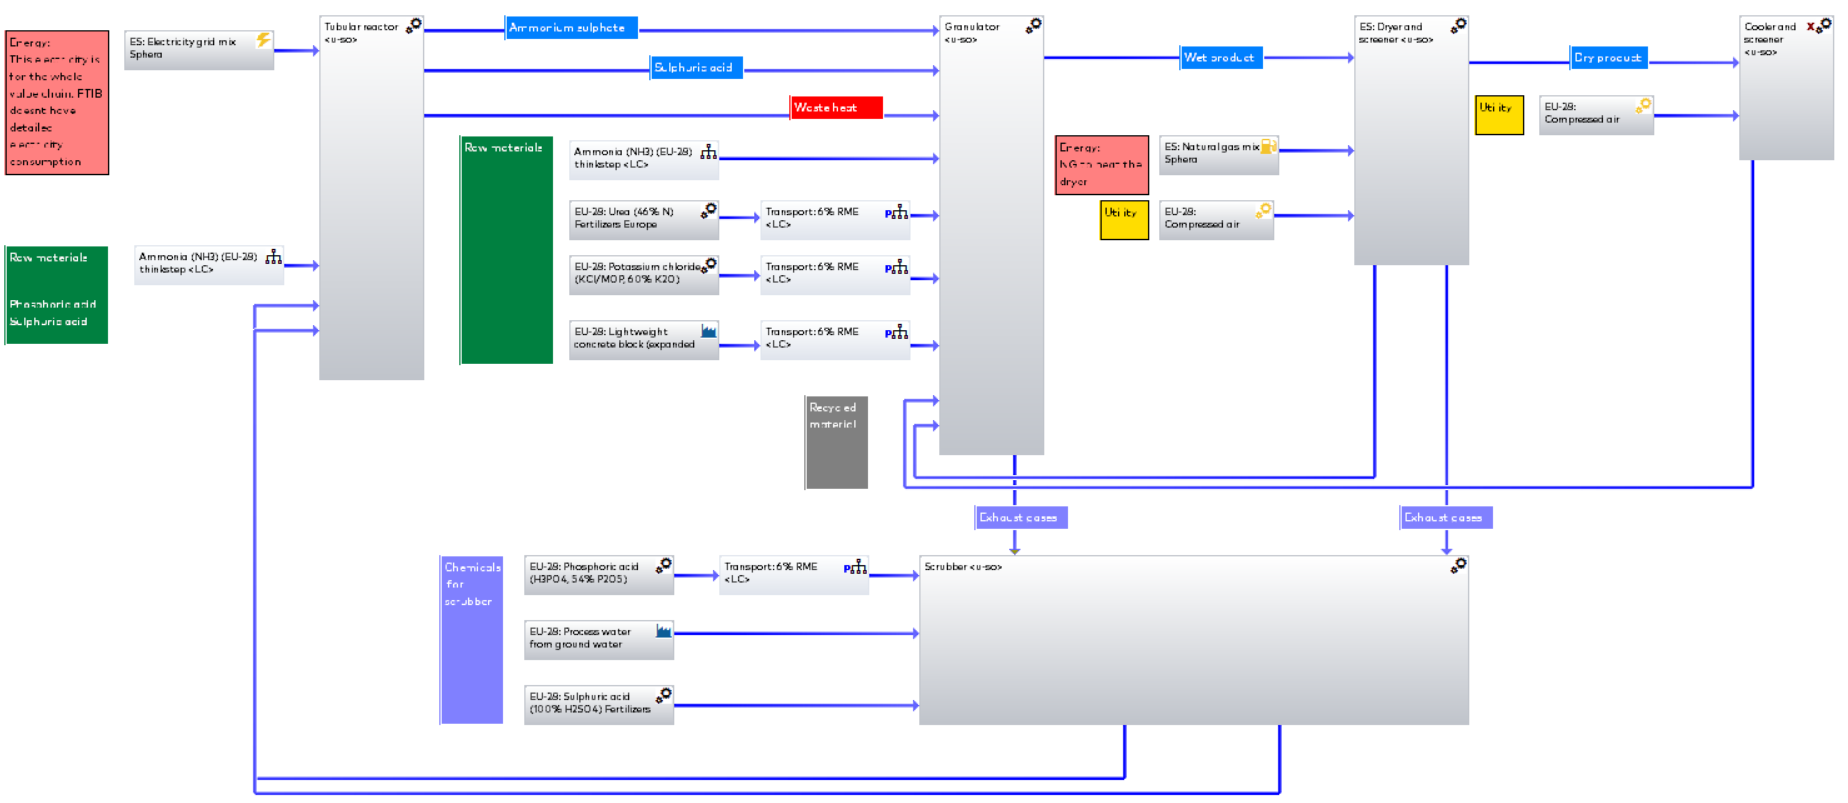 Energy:
This electricity is
for the whole
value chain. FTIB
doesnt have
detailed
electricity
consumption
ES: Electricity grid mix
Sphera
Tubular reactor
<u-so>
Ammonium sulphate
Sulphuric acid
Waste heat
Granulator
<u-so>
Wet product
ES: Dryer and
screener <u-so>
Dry product
Cooler and
screener
<u-so>
Utility
EU-28:
Compressed air
Raw materials
Ammonia (NH3) (EU-28)
thinkstep <LC>
EU-28: Urea (46% N)
Fertilizers Europe
Transport: 6% RME
<LC>
EU-28: Potassium chloride
(KCl/MOP, 60% K2O)
Transport: 6% RME
<LC>
EU-28: Lightweight
concrete block (expanded
Transport: 6% RME
<LC>
Energy:
NG to heat the
dryer
ES: Natural gas mix
Sphera
Utility
EU-28:
Compressed air
Raw materials
Phosphoric acid
Sulphuric acid
Ammonia (NH3) (EU-28)
thinkstep <LC>
Recycled
material
Exhaust gases
Exhaust gases
Chemicals
for
scrubber
EU-28: Phosphoric acid
(H3PO4, 54% P2O5)
Transport: 6% RME
<LC>
Scrubber <u-so>
EU-28: Process water
from ground water
EU-28: Sulphuric acid
(100% H2SO4) Fertilizers